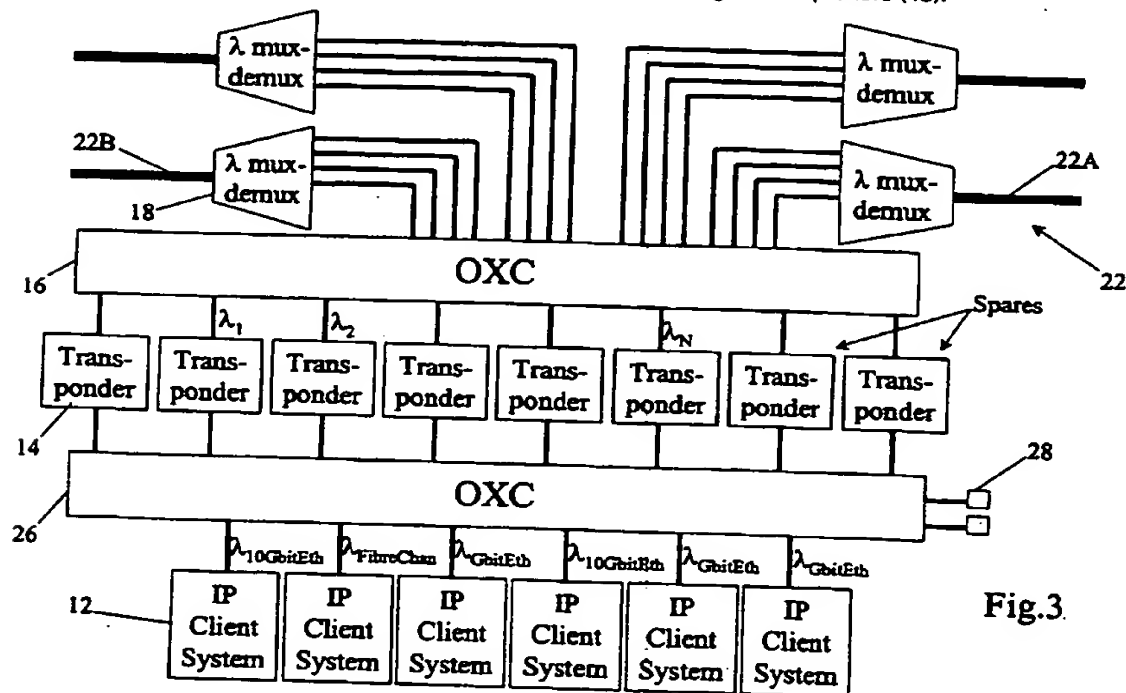 λ mux-
demux
λ mux-
demux
22B
λ mux-
demux
λ mux-
demux
22A
18
22
OXC
16
Spares
λ1
λ2
λN
Trans-
ponder
Trans-
ponder
Trans-
ponder
Trans-
ponder
Trans-
ponder
Trans-
ponder
Trans-
ponder
Trans-
ponder
14
28
OXC
26
λ10GbitEth
λFibreChan
λGbitEth
λ10GbitEth
λGbitEth
λGbitEth
12
IP
Client
System
IP
Client
System
IP
Client
System
IP
Client
System
IP
Client
System
IP
Client
System
Fig.3